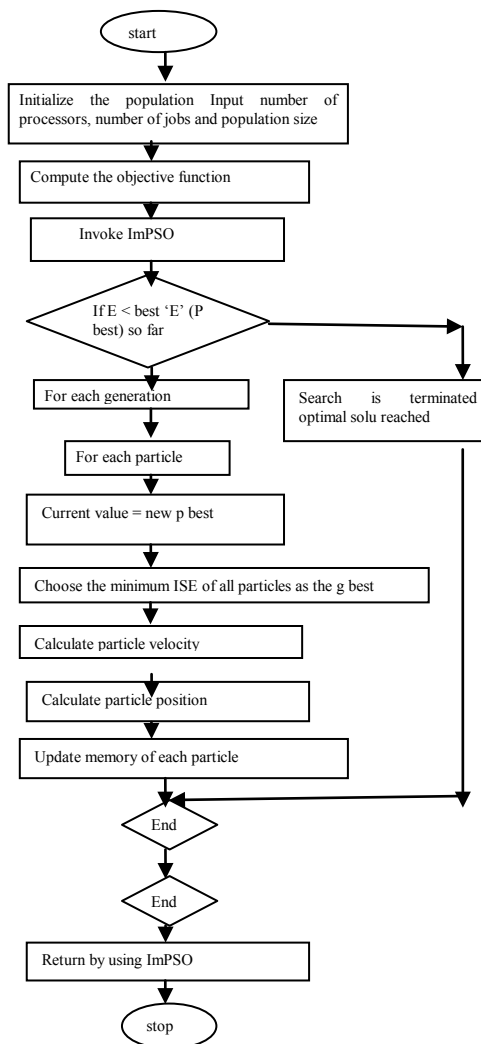 start
Initialize the population Input number of
processors, number of jobs and population size
Compute the objective function
Invoke ImPSO
If E < best ‘E’ (P
best) so far
For each generation
Search is terminated
optimal solu reached
For each particle
Current value = new p best
Choose the minimum ISE of all particles as the g best
Calculate particle velocity
Calculate particle position
Update memory of each particle
End
End
Return by using ImPSO
stop